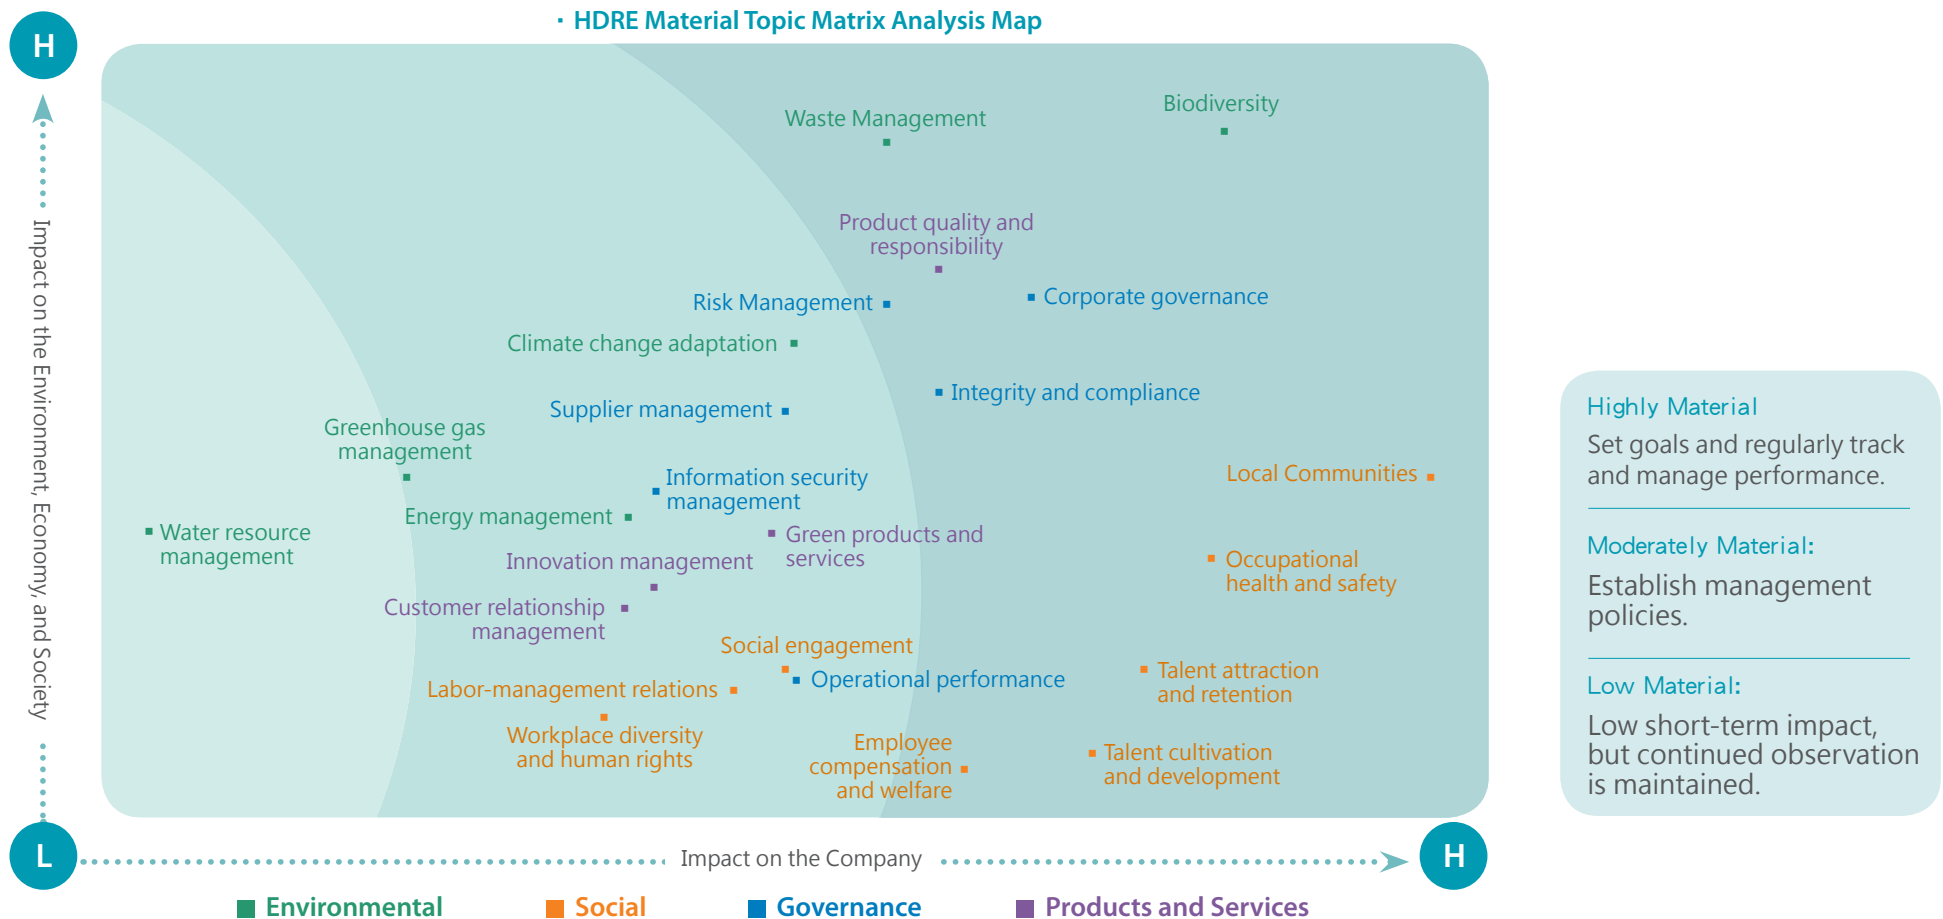 · HDRE Material Topic Matrix Analysis Map
H
Impact on the Environment, Economy, and Society
Waste Management
Biodiversity
Product quality and
responsibility
Risk Management
Corporate governance
Climate change adaptation
Integrity and compliance
Supplier management
Greenhouse gas
management
Information security
management
Local Communities
Energy management
Water resource
management
Green products and
services
Innovation management
Occupational
health and safety
Customer relationship
management
Social engagement
Operational performance
Talent attraction
and retention
Labor-management relations
Workplace diversity
and human rights
Employee
compensation
and welfare
Talent cultivation
and development
Highly Material
Set goals and regularly track
and manage performance.
Moderately Material:
Establish management
policies.
Low Material:
Low short-term impact,
but continued observation
is maintained.
L
Impact on the Company
H
Environmental
Social
Governance
Products and Services